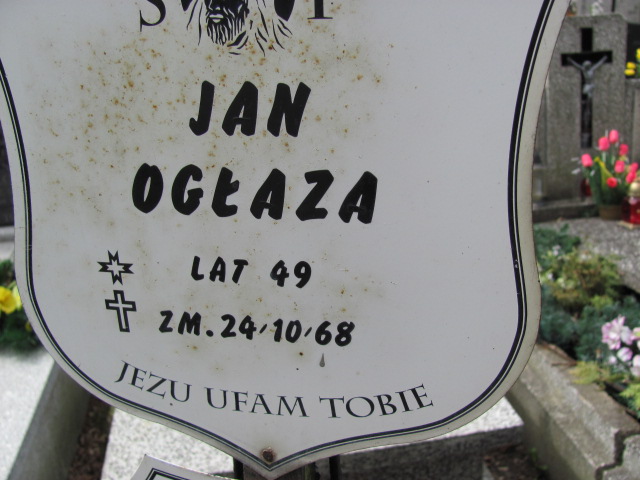 JAN
OGŁAZA
LAT 49
ZM. 24/10/68
JEZU UFAM TOBIE